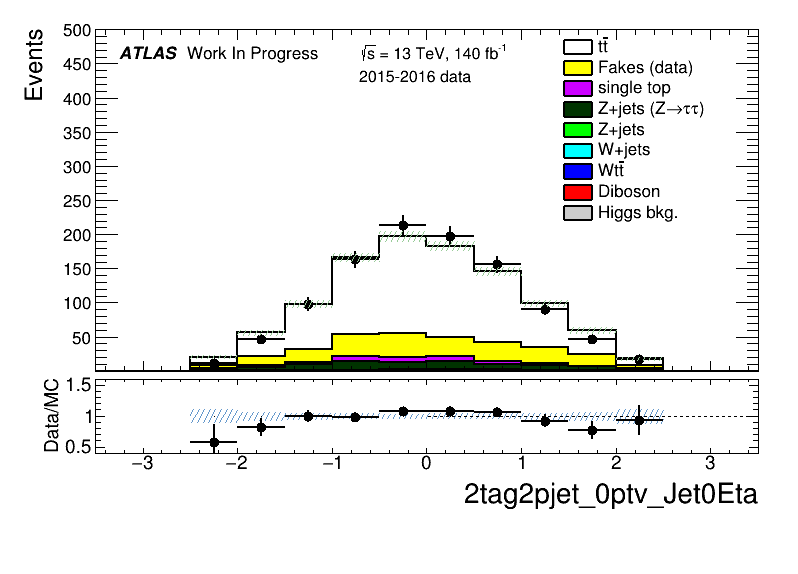 Events
500
450
400
350
300
250
200
150
100
50
ATLAS Work In Progress
√s = 13 TeV, 140 fb⁻¹
2015-2016 data
tt̄
Fakes (data)
single top
Z+jets (Z→ττ)
Z+jets
W+jets
Wtt̄
Diboson
Higgs bkg.
Data/MC
1.5
1
0.5
−3 −2 −1 0 1 2 3
2tag2pjet_0ptv_Jet0Eta